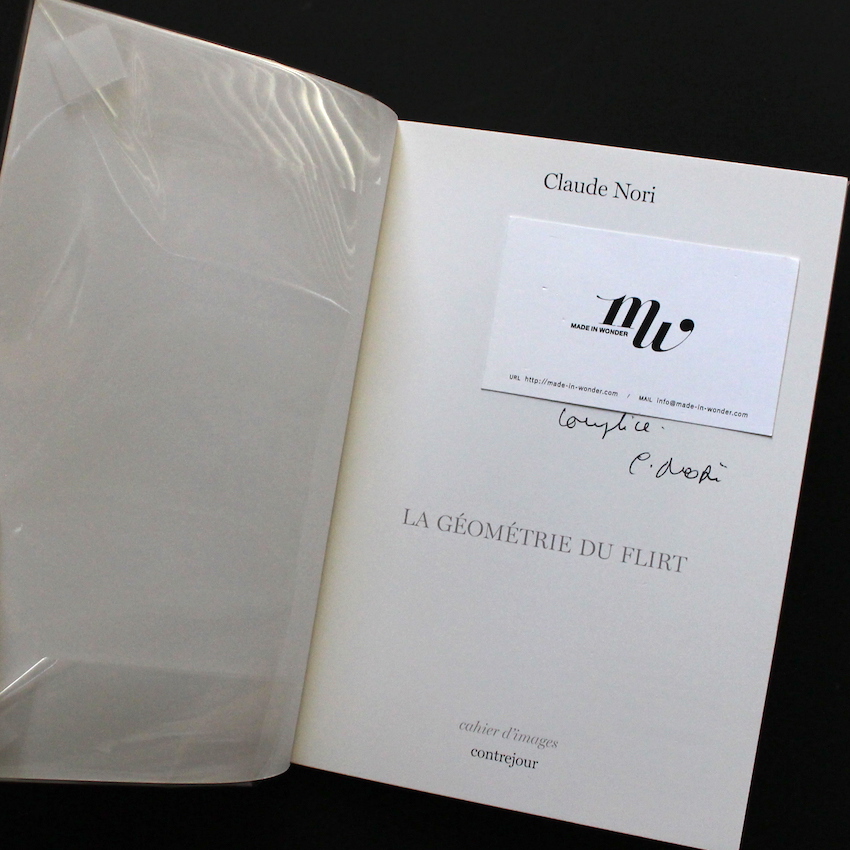 Claude Nori
mw
MADE IN WONDER
URL http://made-in-wonder.com / MAIL info@made-in-wonder.com
complice.
C. Nori
LA GÉOMÉTRIE DU FLIRT
cahier d'images
contrejour